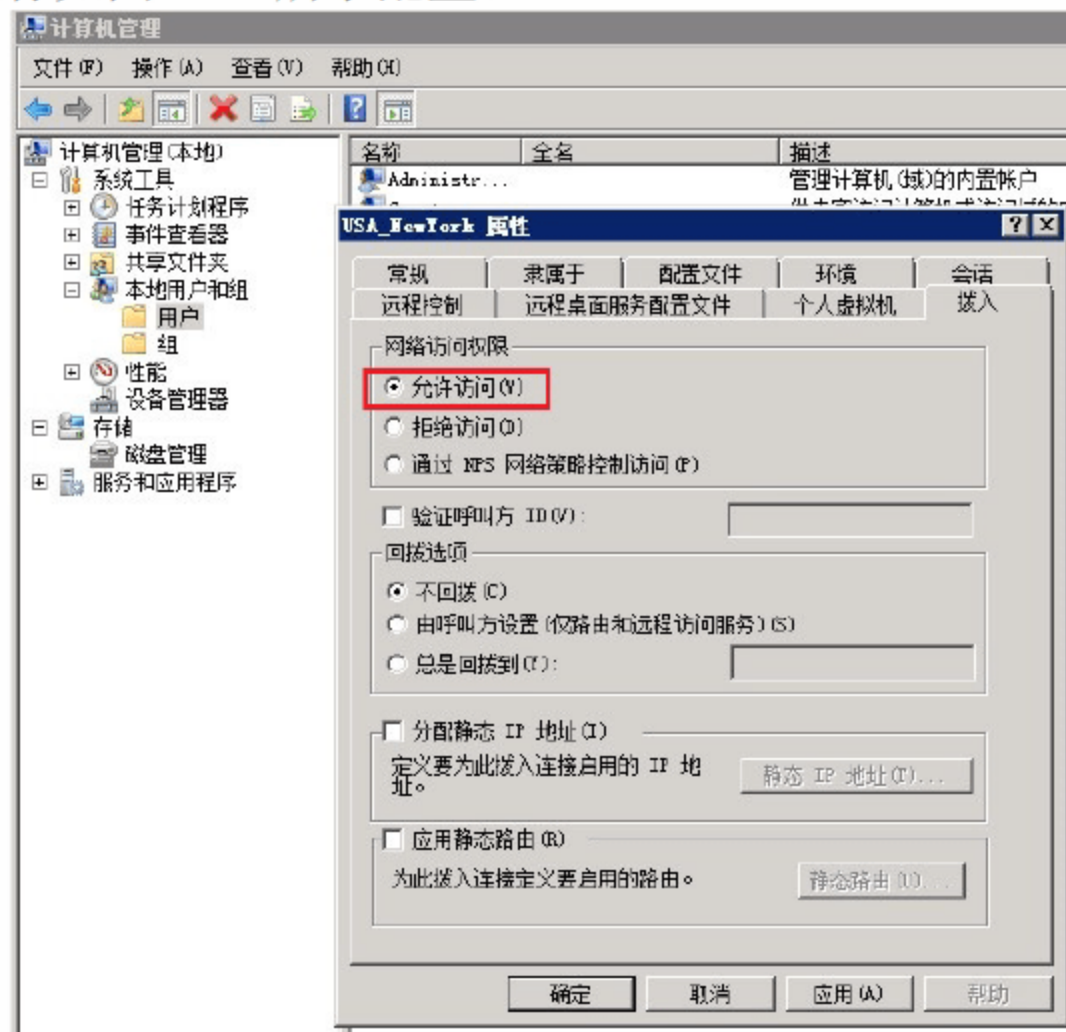 计算机管理
文件(F) 操作(A) 查看(V) 帮助(H)
计算机管理(本地)
系统工具
任务计划程序
事件查看器
共享文件夹
本地用户和组
用户
组
性能
设备管理器
存储
磁盘管理
服务和应用程序
名称 全名 描述
Administr... 管理计算机(域)的内置帐户
USA_NewYork 属性
常规 隶属于 配置文件 环境 会话
远程控制 远程桌面服务配置文件 个人虚拟机 拨入
网络访问权限
允许访问(W)
拒绝访问(D)
通过 NPS 网络策略控制访问(P)
验证呼叫方 ID(V):
回拨选项
不回拨(C)
由呼叫方设置(仅路由和远程访问服务)(S)
总是回拨到(Y):
分配静态 IP 地址(I)
定义要为此拨入连接启用的 IP 地
址。
静态 IP 地址(T)...
应用静态路由(R)
为此拨入连接定义要启用的路由。
静态路由(U)...
确定 取消 应用(A) 帮助